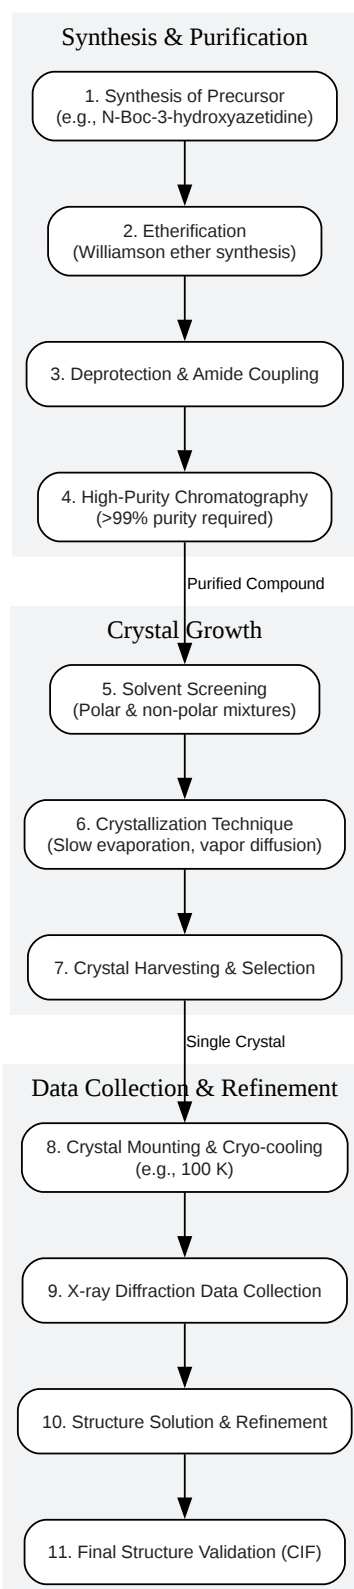 Synthesis & Purification
1. Synthesis of Precursor
(e.g., N-Boc-3-hydroxyazetidine)
2. Etherification
(Williamson ether synthesis)
3. Deprotection & Amide Coupling
4. High-Purity Chromatography
(>99% purity required)
Purified Compound
Crystal Growth
5. Solvent Screening
(Polar & non-polar mixtures)
6. Crystallization Technique
(Slow evaporation, vapor diffusion)
7. Crystal Harvesting & Selection
Single Crystal
Data Collection & Refinement
8. Crystal Mounting & Cryo-cooling
(e.g., 100 K)
9. X-ray Diffraction Data Collection
10. Structure Solution & Refinement
11. Final Structure Validation (CIF)